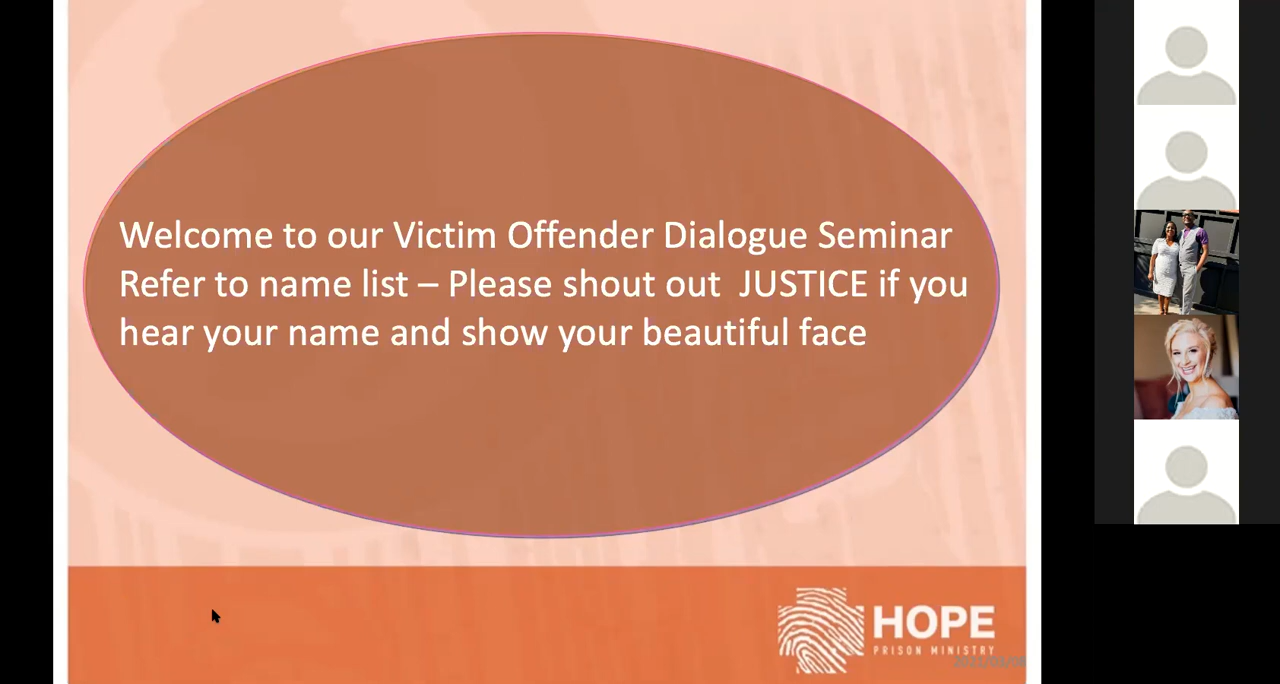 Welcome to our Victim Offender Dialogue Seminar
Refer to name list – Please shout out  JUSTICE if you
hear your name and show your beautiful face
HOPE
PRISON MINISTRY